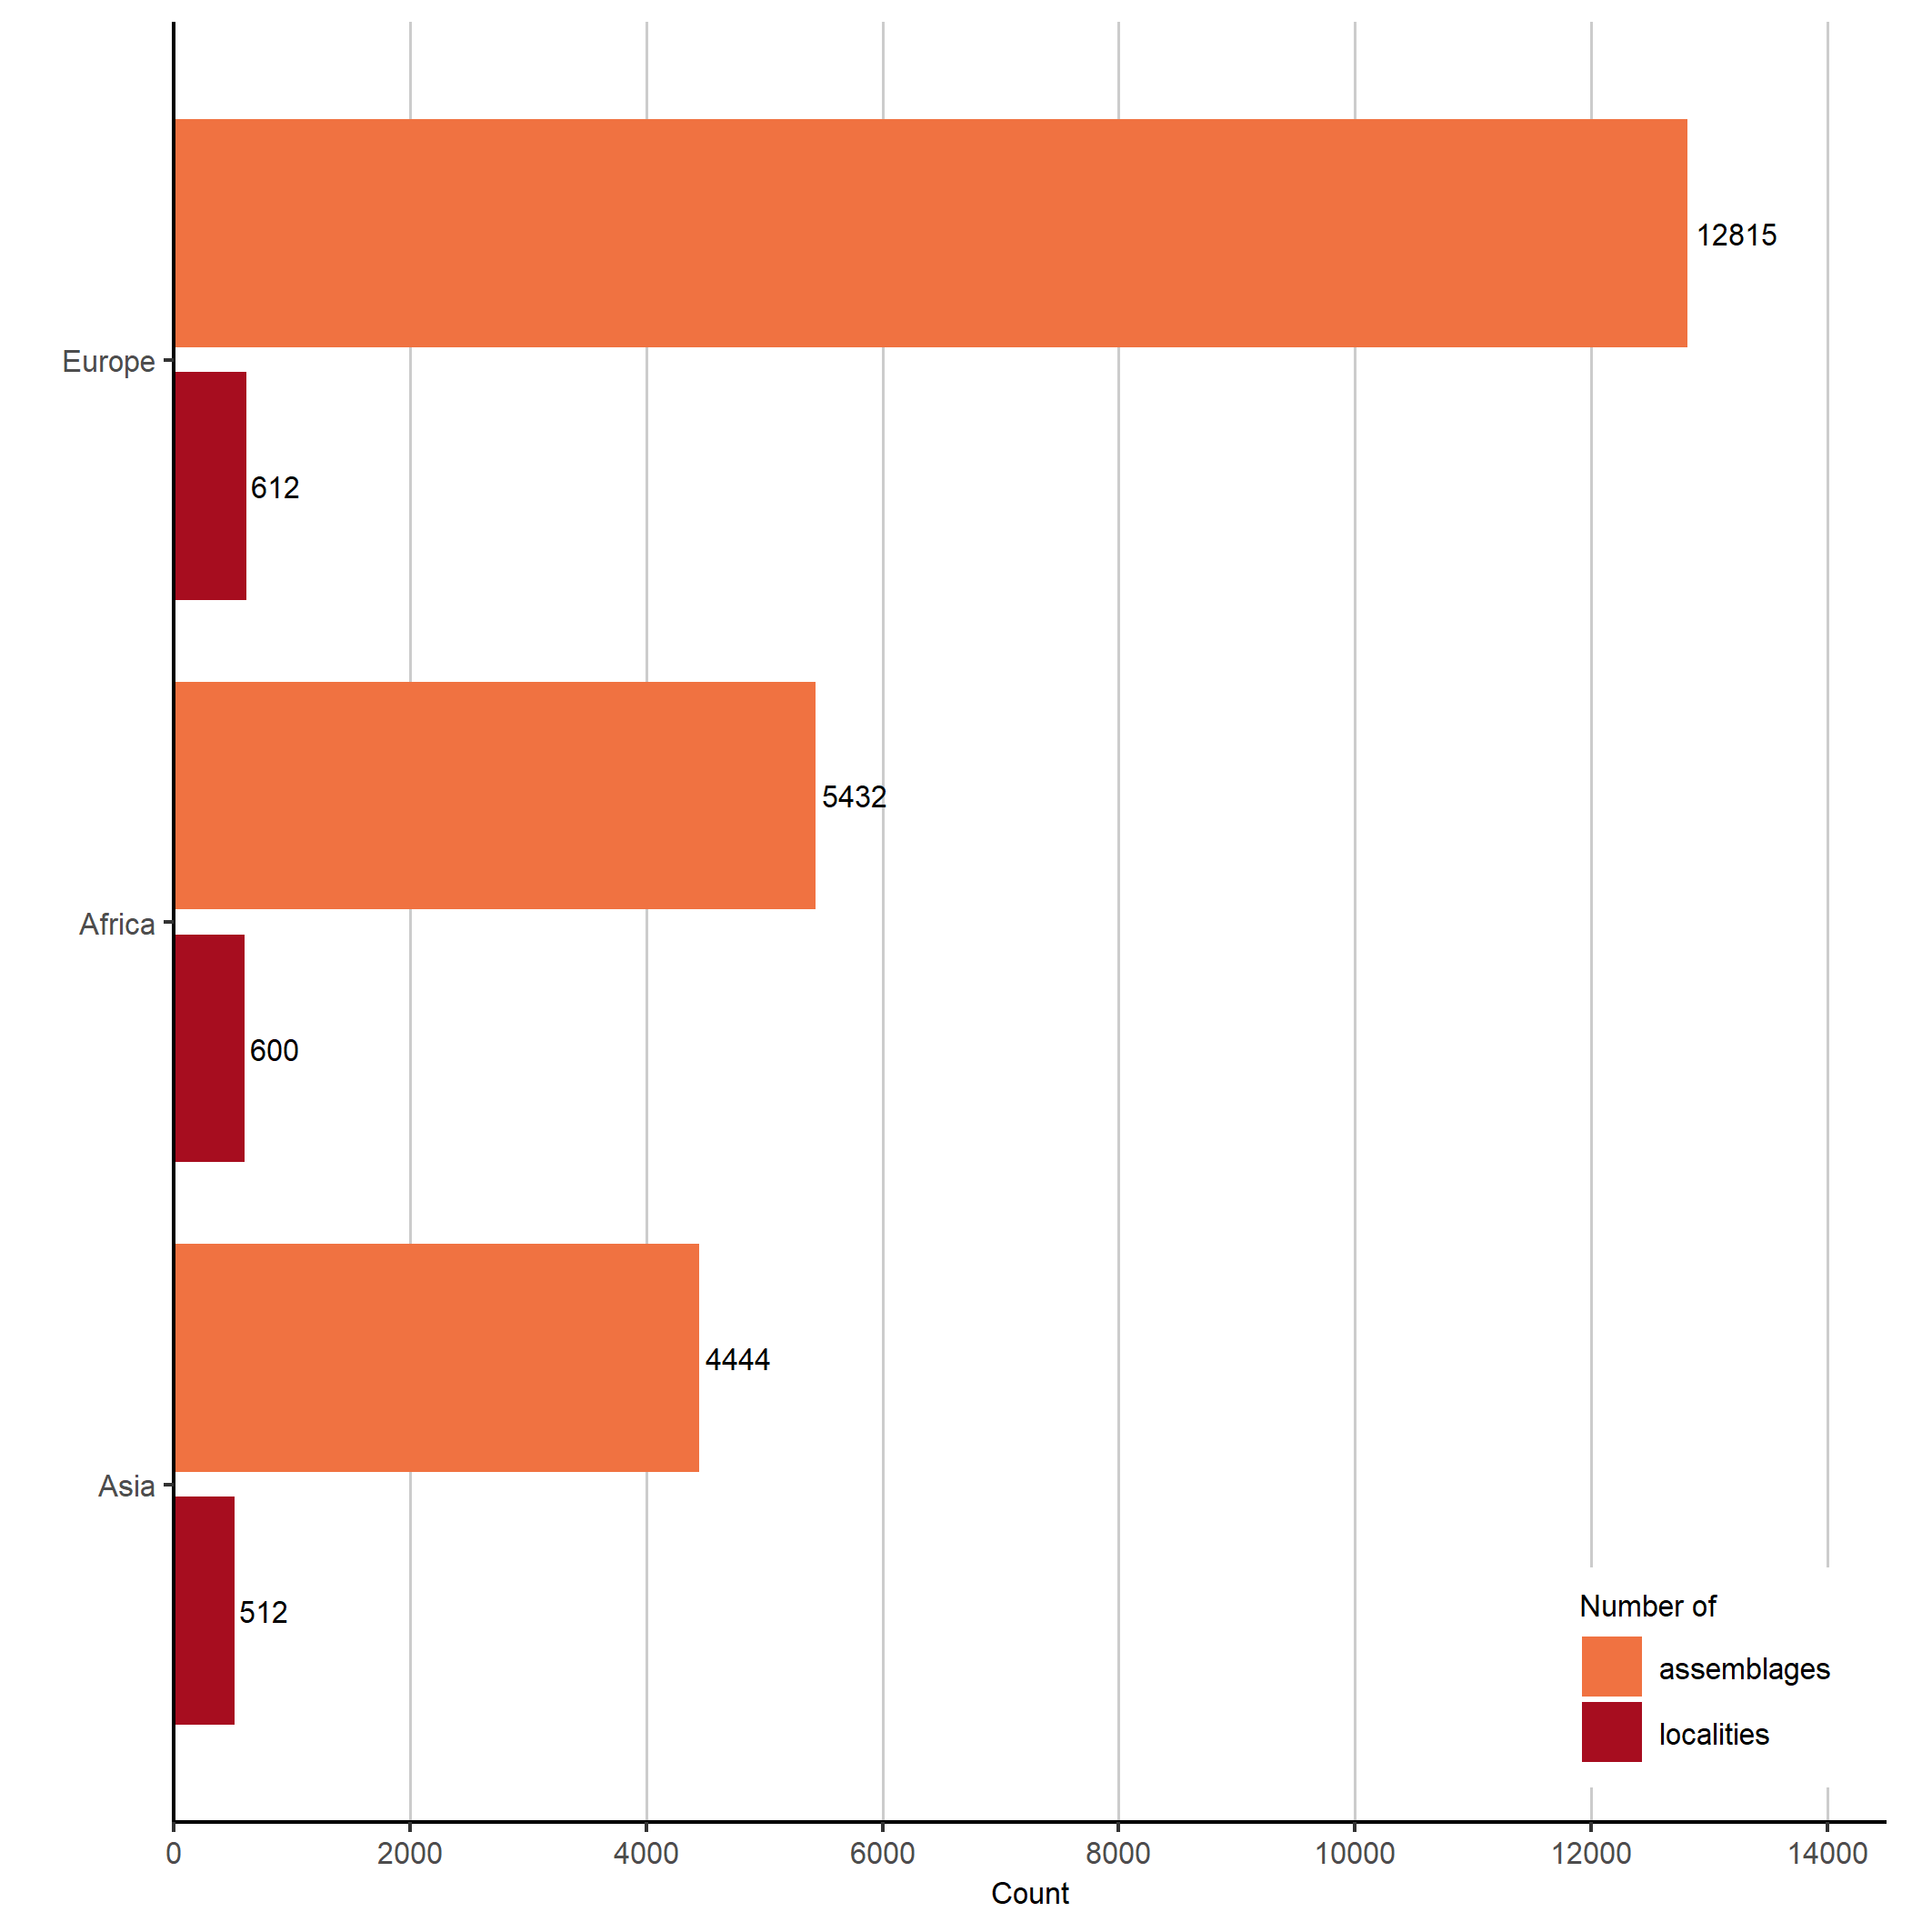 12815
Europe
612
5432
Africa
600
4444
Asia
512
Number of
assemblages
localities
0 2000 4000 6000 8000 10000 12000 14000
Count